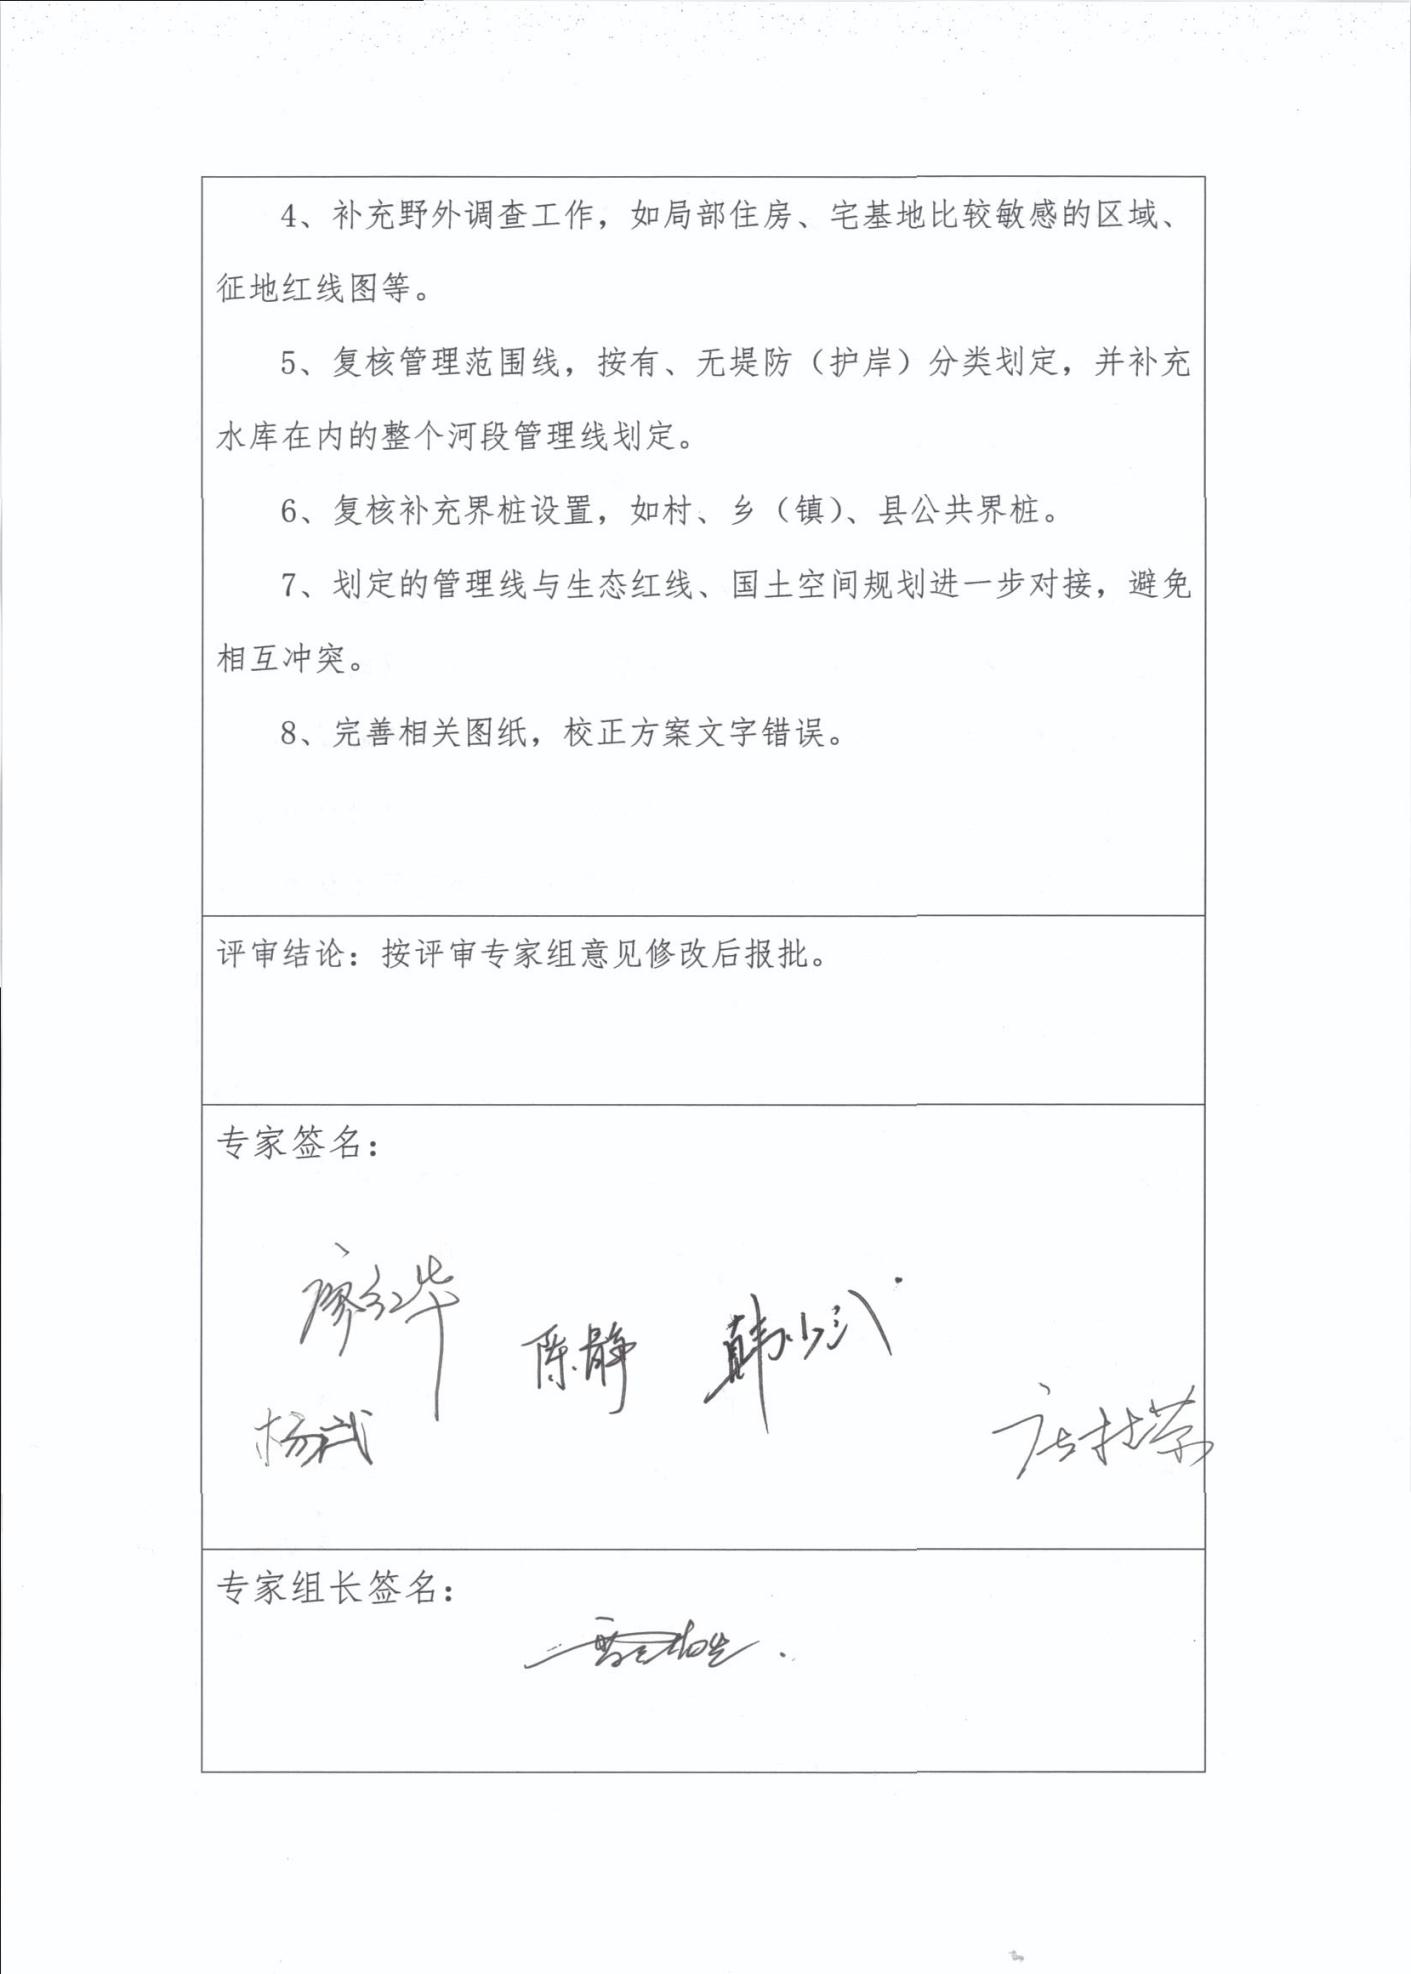 4、补充野外调查工作，如局部住房、宅基地比较敏感的区域、
征地红线图等。
5、复核管理范围线，按有、无堤防（护岸）分类划定，并补充
水库在内的整个河段管理线划定。
6、复核补充界桩设置，如村、乡（镇）、县公共界桩。
7、划定的管理线与生态红线、国土空间规划进一步对接，避免
相互冲突。
8、完善相关图纸，校正方案文字错误。
评审结论：按评审专家组意见修改后报批。
专家签名：
廖红华
陈静
杨斌
专家组长签名：